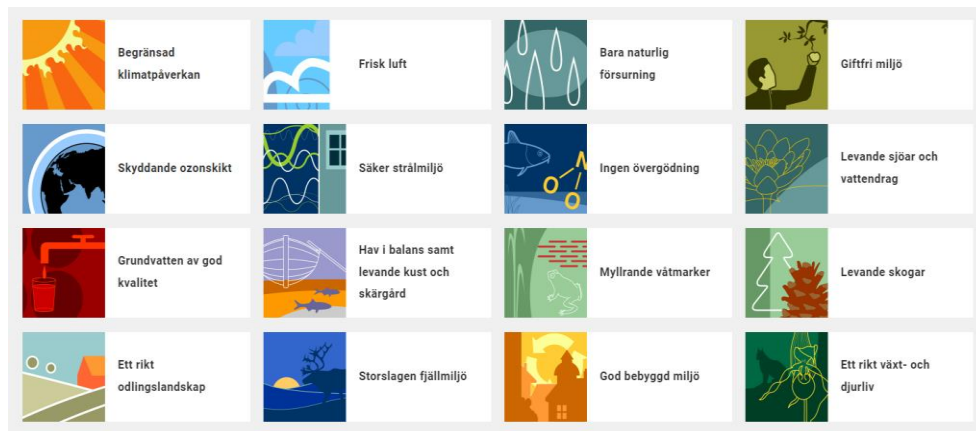 Begränsad
klimatpåverkan
Frisk luft
Bara naturlig
försurning
Giftfri miljö
Skyddande ozonskikt
Säker strålmiljö
N
O
O
Ingen övergödning
Levande sjöar och
vattendrag
Grundvatten av god
kvalitet
Hav i balans samt
levande kust och
skärgård
Myllrande våtmarker
Levande skogar
Ett rikt
odlingslandskap
Storslagen fjällmiljö
God bebyggd miljö
Ett rikt växt- och
djurliv